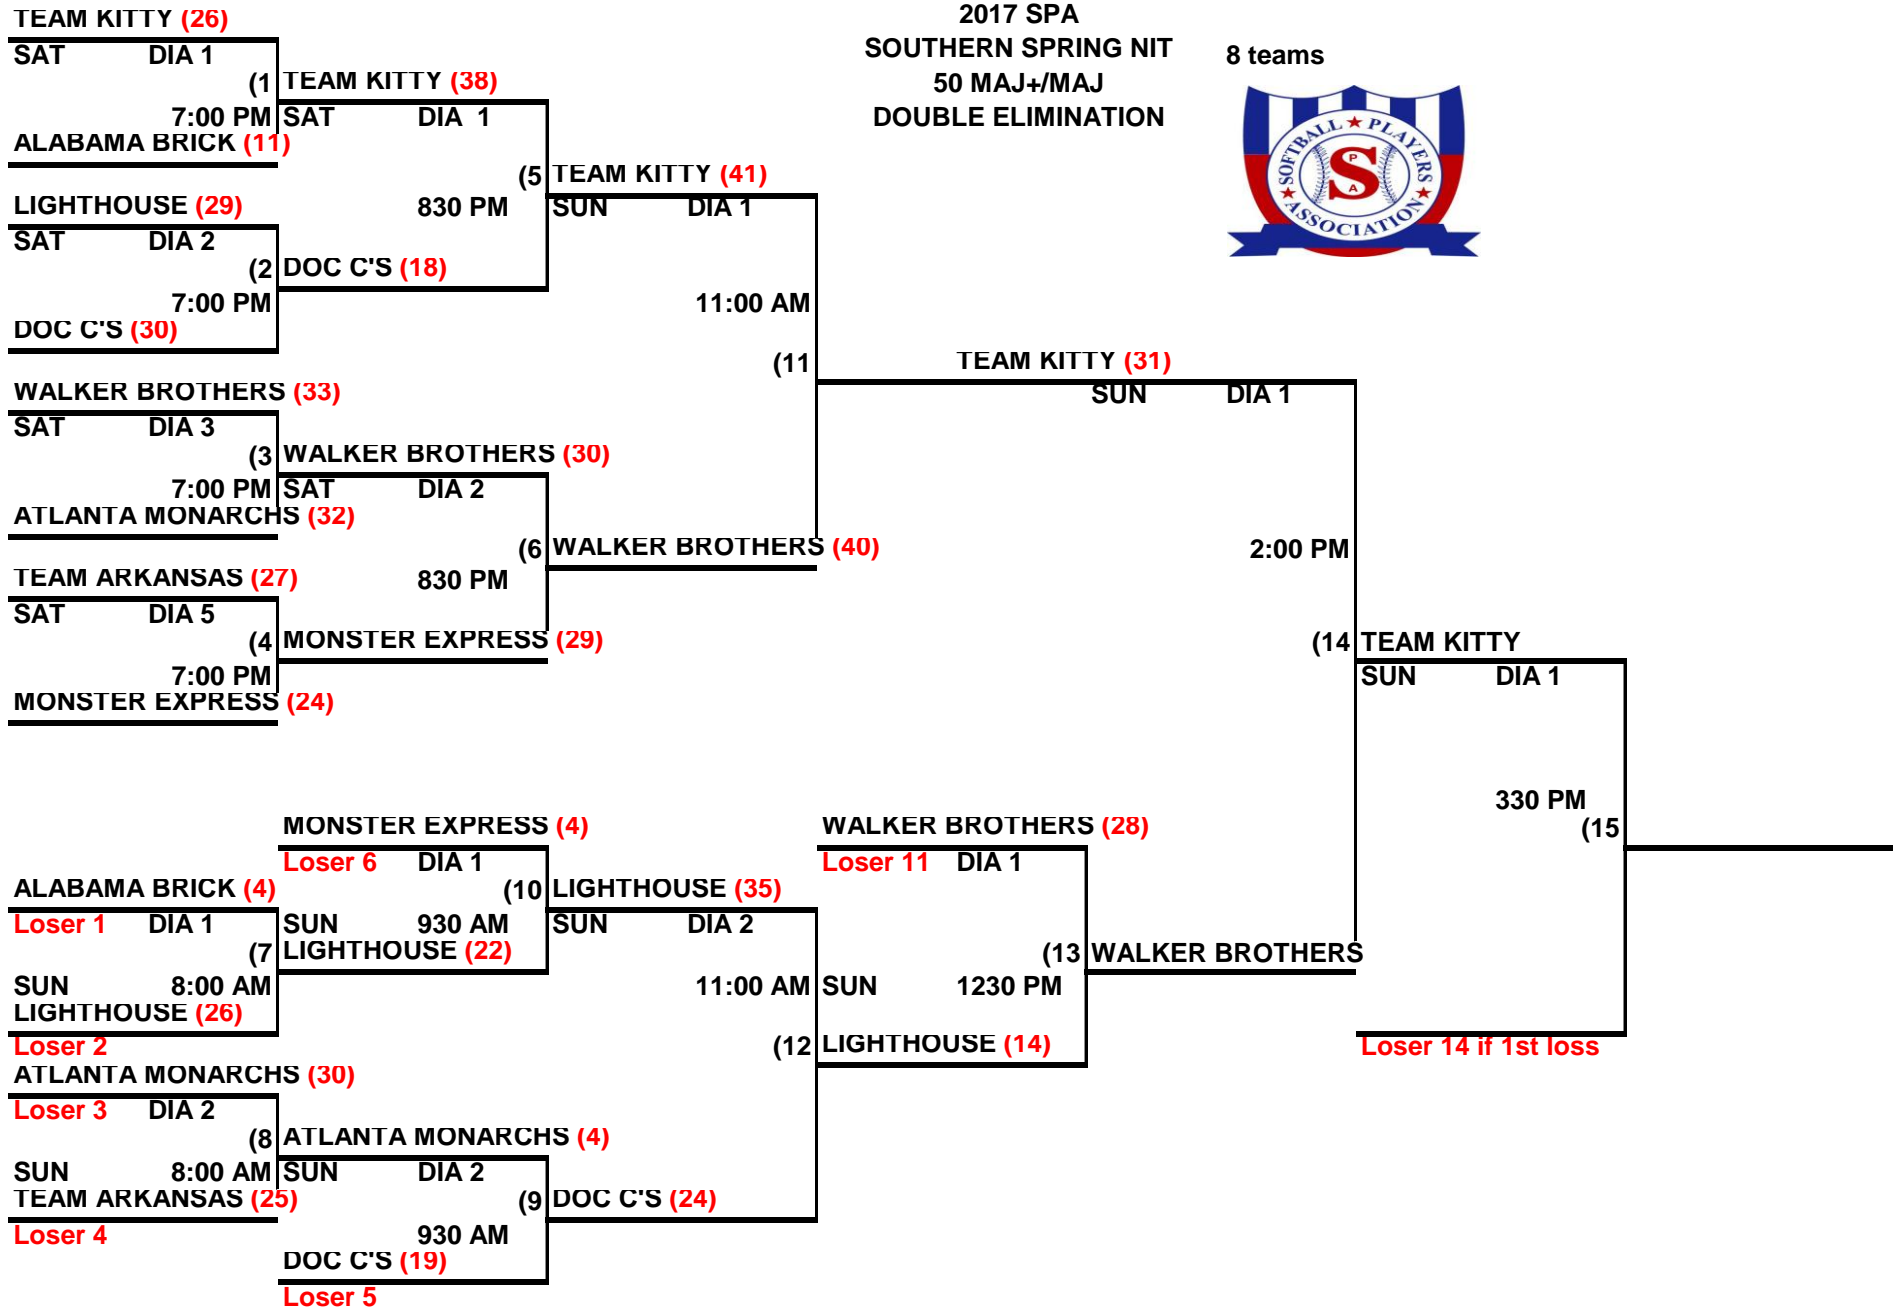 2017 SPA
SOUTHERN SPRING NIT
50 MAJ+/MAJ
DOUBLE ELIMINATION
8 teams
SOFTBALL ★ PLAYERS ★ ASSOCIATION ★
S
P
A
TEAM KITTY (26)
SAT DIA 1
(1
7:00 PM
ALABAMA BRICK (11)
LIGHTHOUSE (29)
SAT DIA 2
(2
7:00 PM
DOC C'S (30)
WALKER BROTHERS (33)
SAT DIA 3
(3
7:00 PM
ATLANTA MONARCHS (32)
TEAM ARKANSAS (27)
SAT DIA 5
(4
7:00 PM
MONSTER EXPRESS (24)
TEAM KITTY (38)
SAT DIA 1
(5
830 PM
DOC C'S (18)
WALKER BROTHERS (30)
SAT DIA 2
(6
830 PM
MONSTER EXPRESS (29)
TEAM KITTY (41)
SUN DIA 1
11:00 AM
(11
WALKER BROTHERS (40)
TEAM KITTY (31)
SUN DIA 1
2:00 PM
(14
TEAM KITTY
SUN DIA 1
330 PM
(15
Loser 14 if 1st loss
ALABAMA BRICK (4)
Loser 1 DIA 1
(7
SUN 8:00 AM
LIGHTHOUSE (26)
Loser 2
ATLANTA MONARCHS (30)
Loser 3 DIA 2
(8
SUN 8:00 AM
TEAM ARKANSAS (25)
Loser 4
MONSTER EXPRESS (4)
Loser 6 DIA 1
(10
SUN 930 AM
LIGHTHOUSE (22)
ATLANTA MONARCHS (4)
SUN DIA 2
(9
930 AM
DOC C'S (19)
Loser 5
LIGHTHOUSE (35)
SUN DIA 2
11:00 AM
(12
DOC C'S (24)
WALKER BROTHERS (28)
Loser 11 DIA 1
(13
SUN 1230 PM
LIGHTHOUSE (14)
WALKER BROTHERS